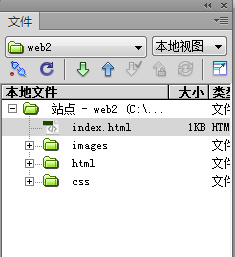 文件
web2 本地视图
本地文件 大小 类
站点 - web2 (C:\...  文件
index.html 1KB HTM
images 文件
html 文件
css 文件